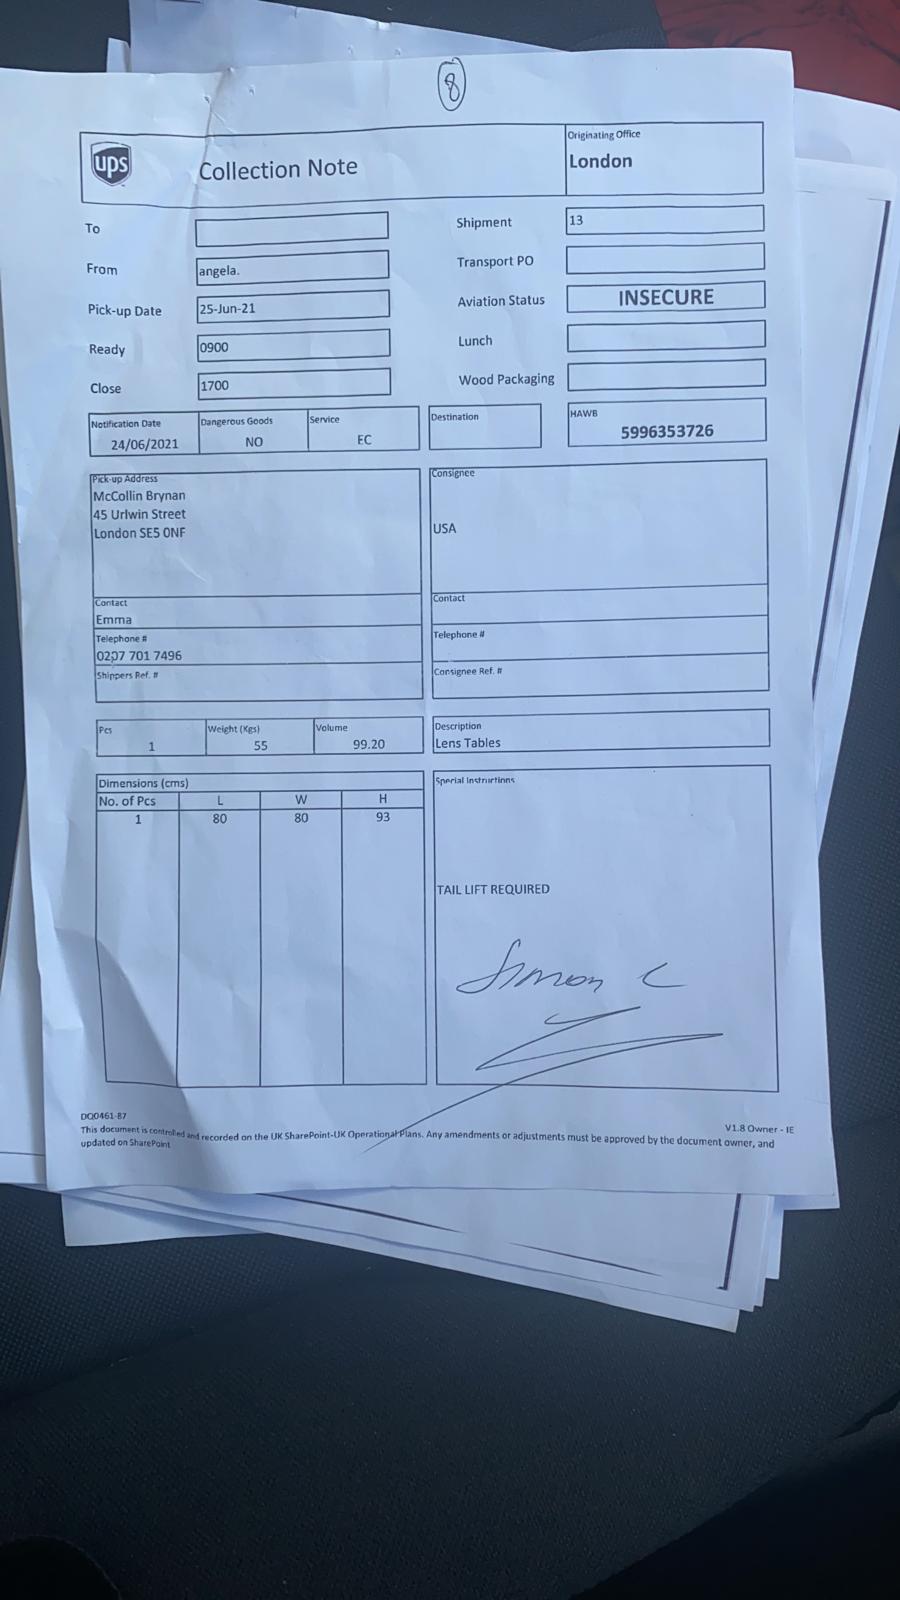 8
ups
Collection Note
Originating Office
London
To
Shipment 13
From angela.
Transport PO
Pick-up Date 25-Jun-21
Aviation Status INSECURE
Ready 0900
Lunch
Close 1700
Wood Packaging
Notification Date Dangerous Goods Service Destination HAWB
24/06/2021 NO EC 5996353726
Pick-up Address
McCollin Brynan
45 Urlwin Street
London SE5 0NF
Consignee
USA
Contact
Emma
Telephone #
0207 701 7496
Shippers Ref. #
Contact
Telephone #
Consignee Ref. #
Pcs Weight (Kgs) Volume
1 55 99.20
Description
Lens Tables
Dimensions (cms)
No. of Pcs L W H
1 80 80 93
Special Instructions
TAIL LIFT REQUIRED
Simon C
DQ0461-87
V1.8 Owner - IE
This document is controlled and recorded on the UK SharePoint-UK Operational Plans. Any amendments or adjustments must be approved by the document owner, and
updated on SharePoint